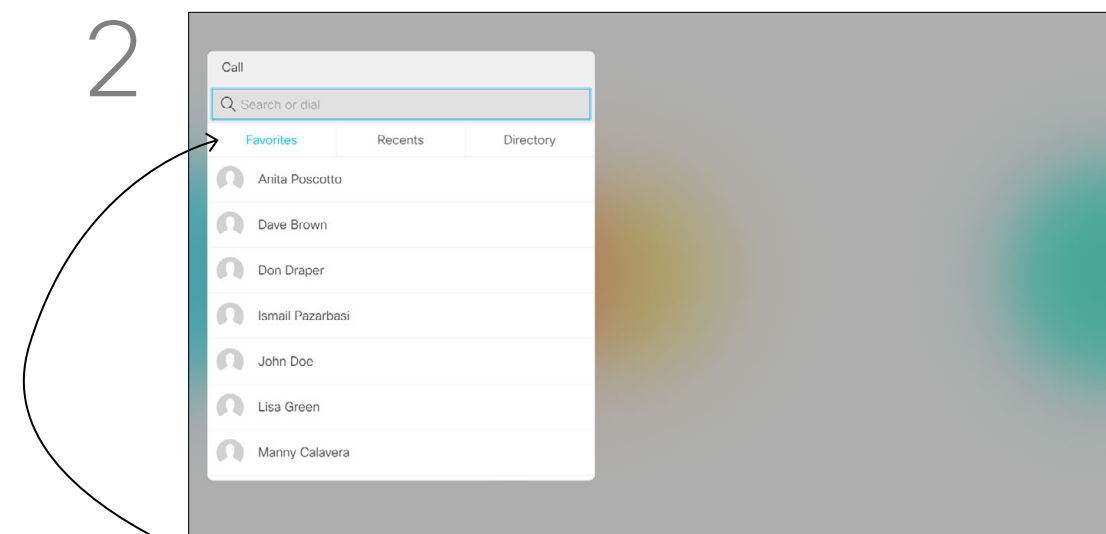 2
Call
Search or dial
Favorites Recents Directory
Anita Poscotto
Dave Brown
Don Draper
Ismail Pazarbasi
John Doe
Lisa Green
Manny Calavera